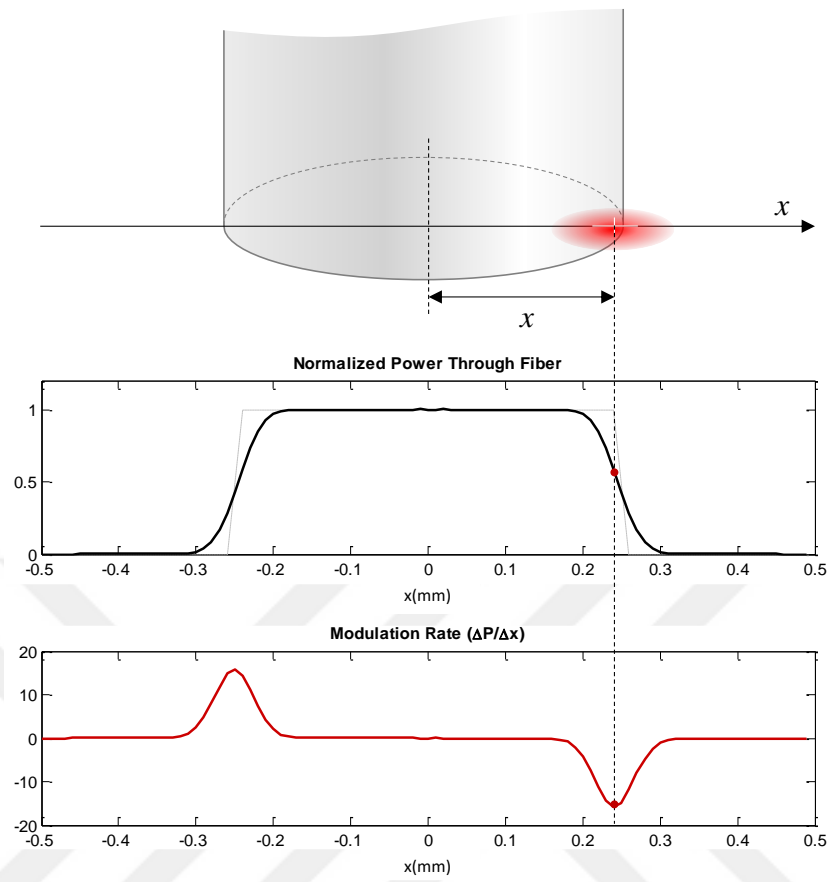 x
x
Normalized Power Through Fiber
1
0.5
0
-0.5 -0.4 -0.3 -0.2 -0.1 0 0.1 0.2 0.3 0.4 0.5
x(mm)
Modulation Rate (ΔP/Δx)
20
10
0
-10
-20
-0.5 -0.4 -0.3 -0.2 -0.1 0 0.1 0.2 0.3 0.4 0.5
x(mm)